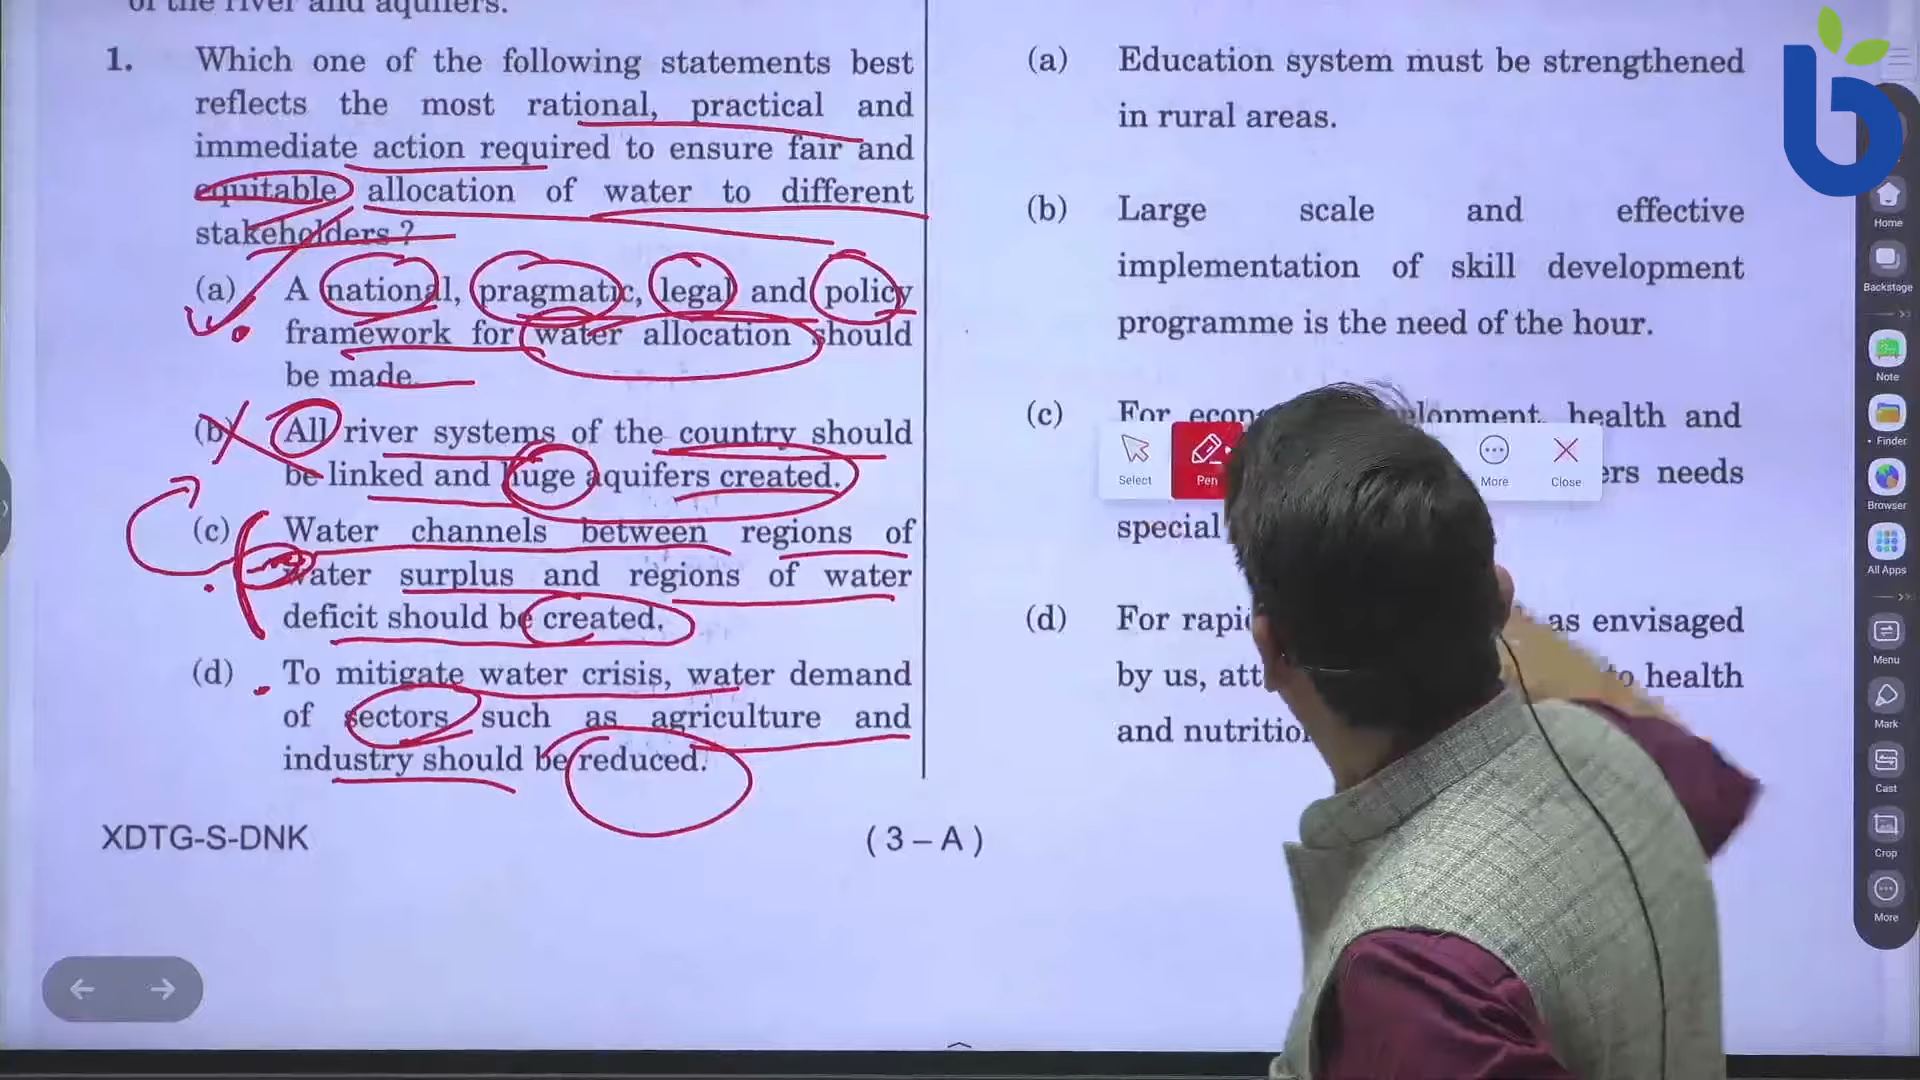 of the river and aquifers.
1. Which one of the following statements best
reflects the most rational, practical and
immediate action required to ensure fair and
equitable allocation of water to different
stakeholders ?
(a) A national, pragmatic, legal and policy
framework for water allocation should
be made.
(b) All river systems of the country should
be linked and huge aquifers created.
(c) Water channels between regions of
water surplus and regions of water
deficit should be created.
(d) To mitigate water crisis, water demand
of sectors such as agriculture and
industry should be reduced.
XDTG-S-DNK
( 3 – A )
(a) Education system must be strengthened
in rural areas.
(b) Large scale and effective
implementation of skill development
programme is the need of the hour.
(c) For health and
needs
special
(d) For as envisaged
by us, health
and
Select
Pen
More
Close
b
Home
Backstage
Note
Finder
Browser
All Apps
Menu
Mark
Cast
Crop
More